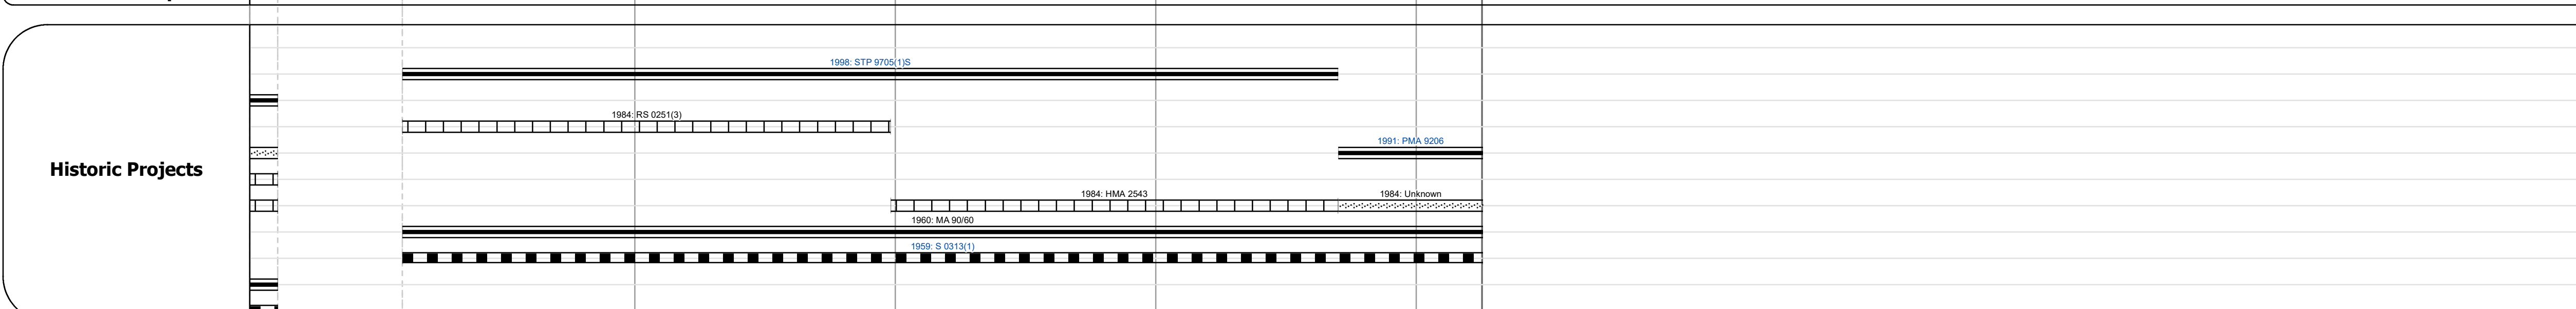 1998: STP 9705(1)S
1984: RS 0251(3)
1991: PMA 9206
Historic Projects
1984: HMA 2543
1984: Unknown
1960: MA 90/60
1959: S 0313(1)